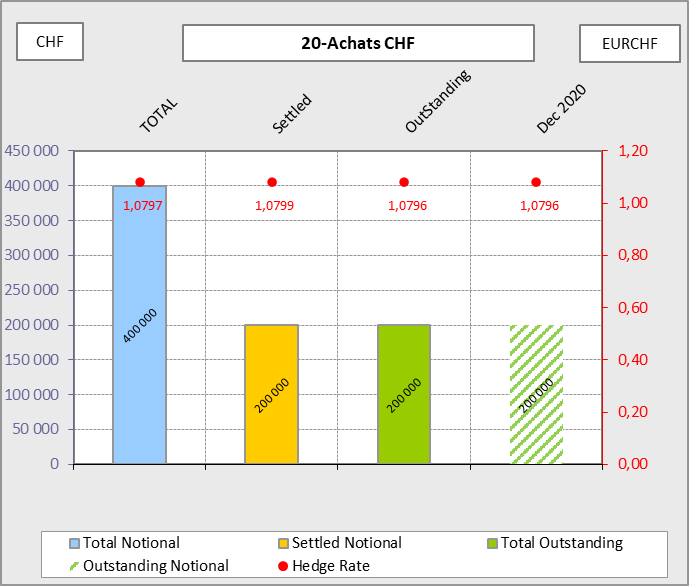 CHF
20-Achats CHF
EURCHF
TOTAL
Settled
OutStanding
Dec 2020
450 000
400 000
350 000
300 000
250 000
200 000
150 000
100 000
50 000
0
1,20
1,00
0,80
0,60
0,40
0,20
0,00
1,0797
1,0799
1,0796
1,0796
400 000
200 000
200 000
200 000
Total Notional
Settled Notional
Total Outstanding
Outstanding Notional
Hedge Rate